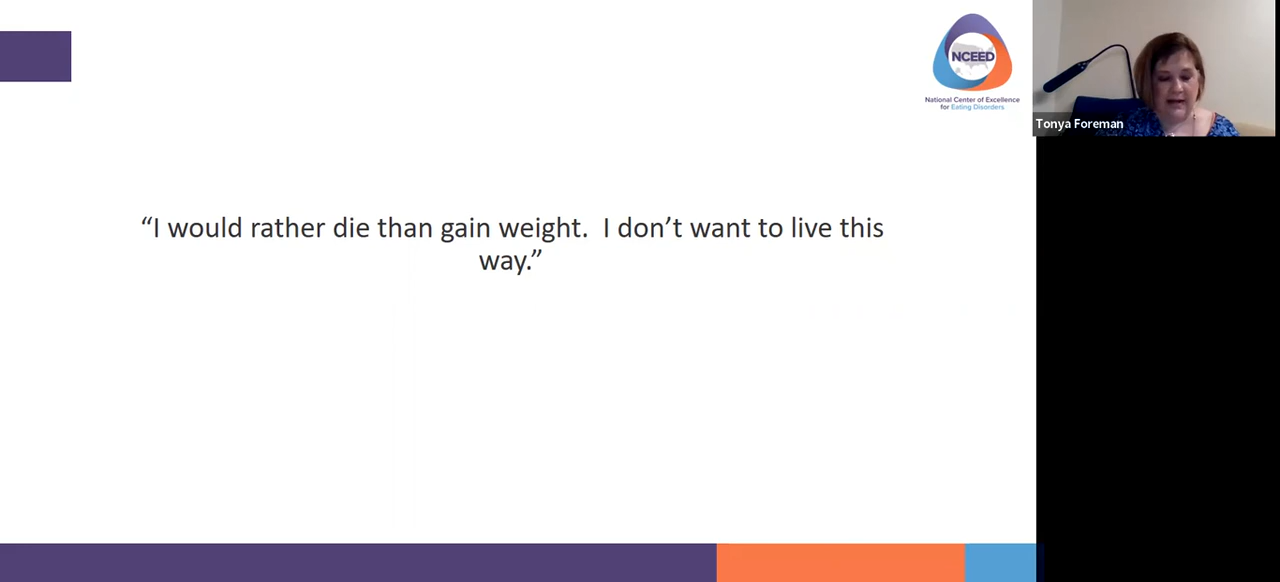 NCEED
National Center of Excellence
for Eating Disorders
Tonya Foreman
“I would rather die than gain weight.  I don’t want to live this
way.”